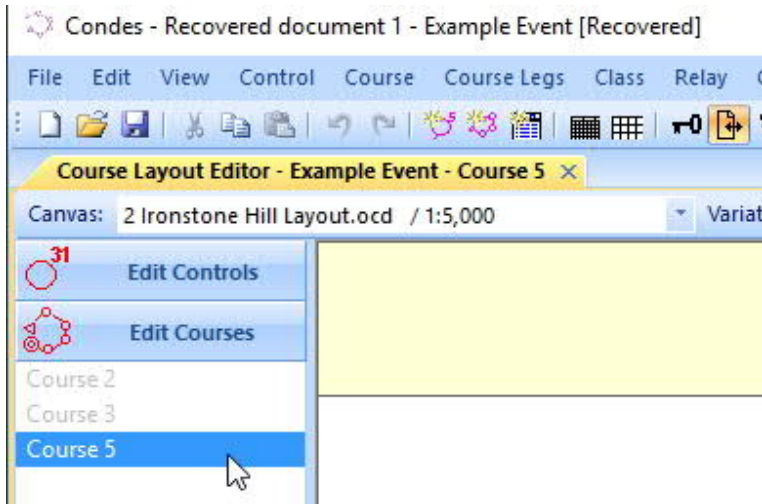 Condes - Recovered document 1 - Example Event [Recovered]
File Edit View Control Course Course Legs Class Relay
Course Layout Editor - Example Event - Course 5
Canvas: 2 Ironstone Hill Layout.ocd / 1:5,000 Variat
31 Edit Controls
Edit Courses
Course 2
Course 3
Course 5